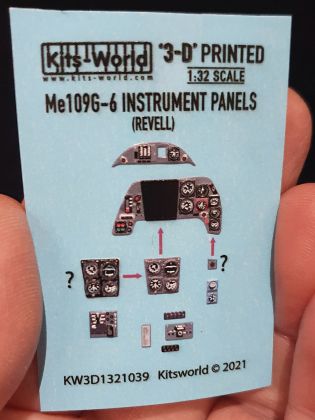 Kits-World
www.kits-world.com
"3-D" PRINTED
1:32 SCALE
Me109G-6 INSTRUMENT PANELS
(REVELL)
?
?
KW3D1321039 Kitsworld © 2021